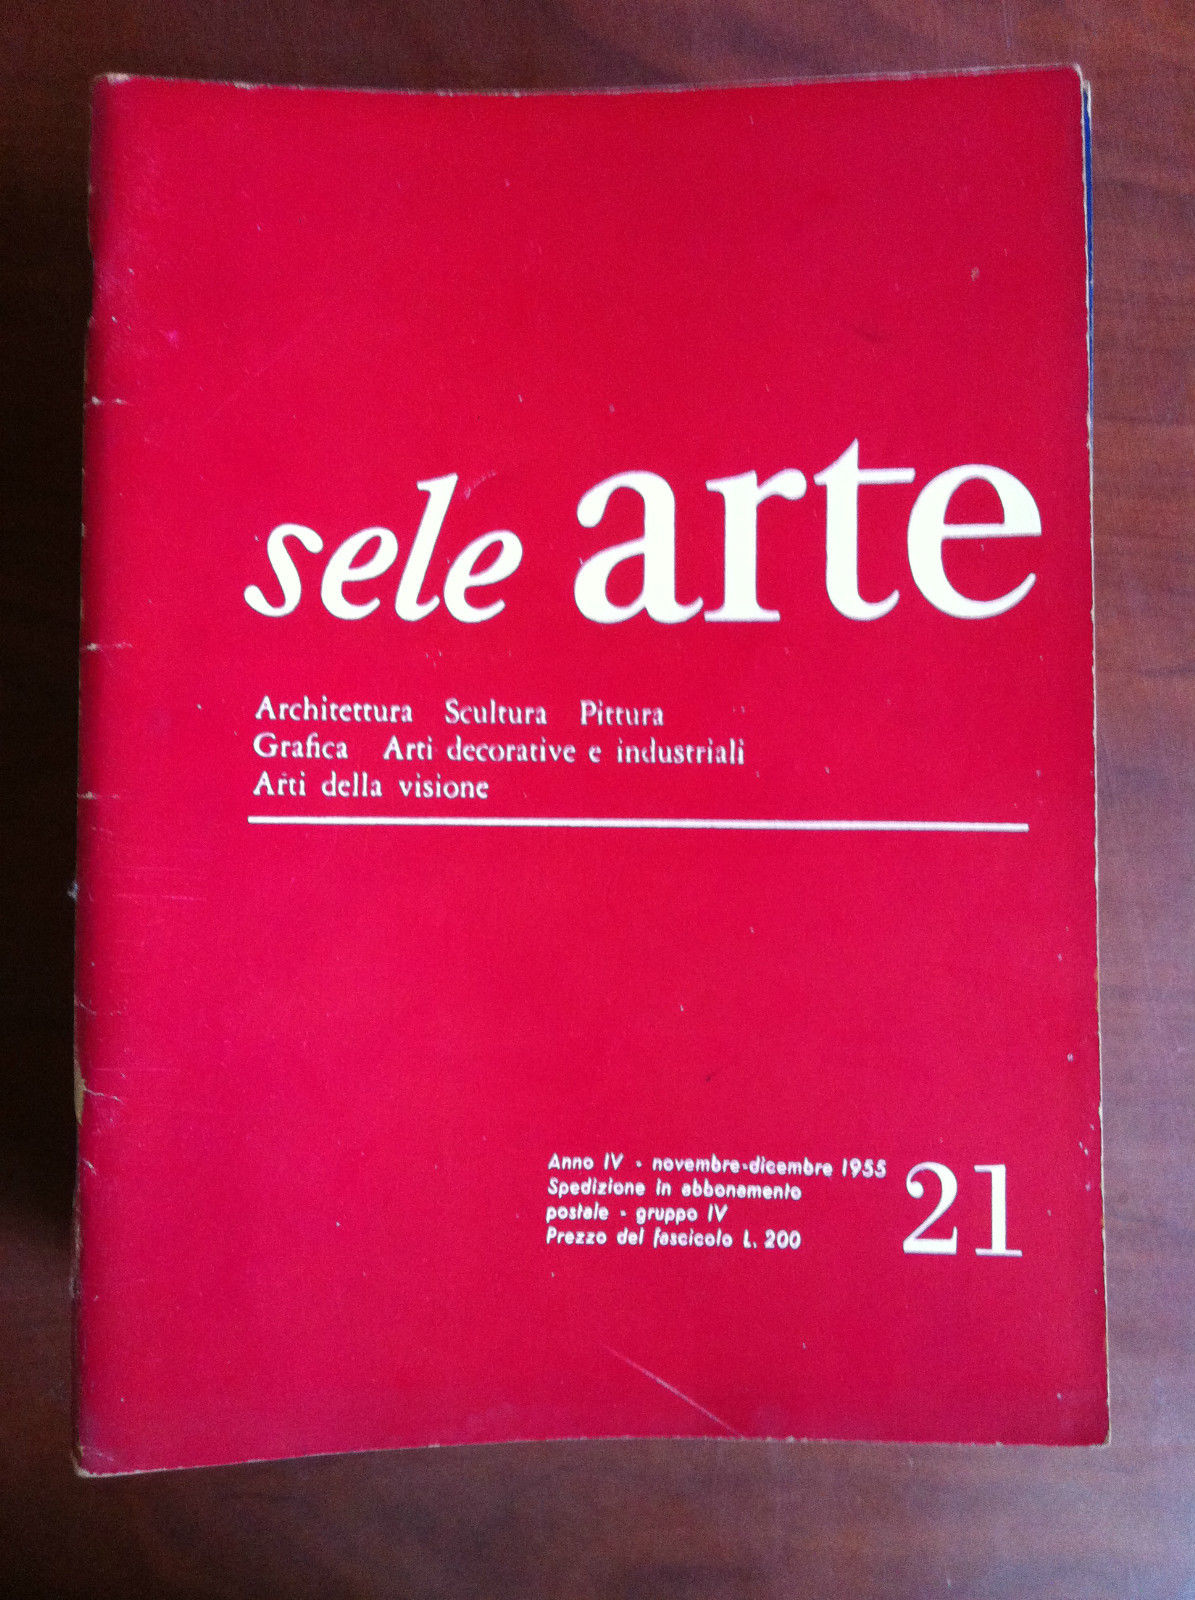 sele arte
Architettura Scultura Pittura
Grafica Arti decorative e industriali
Arti della visione
Anno IV - novembre-dicembre 1955
Spedizione in abbonamento
postale - gruppo IV
Prezzo del fascicolo L. 200
21